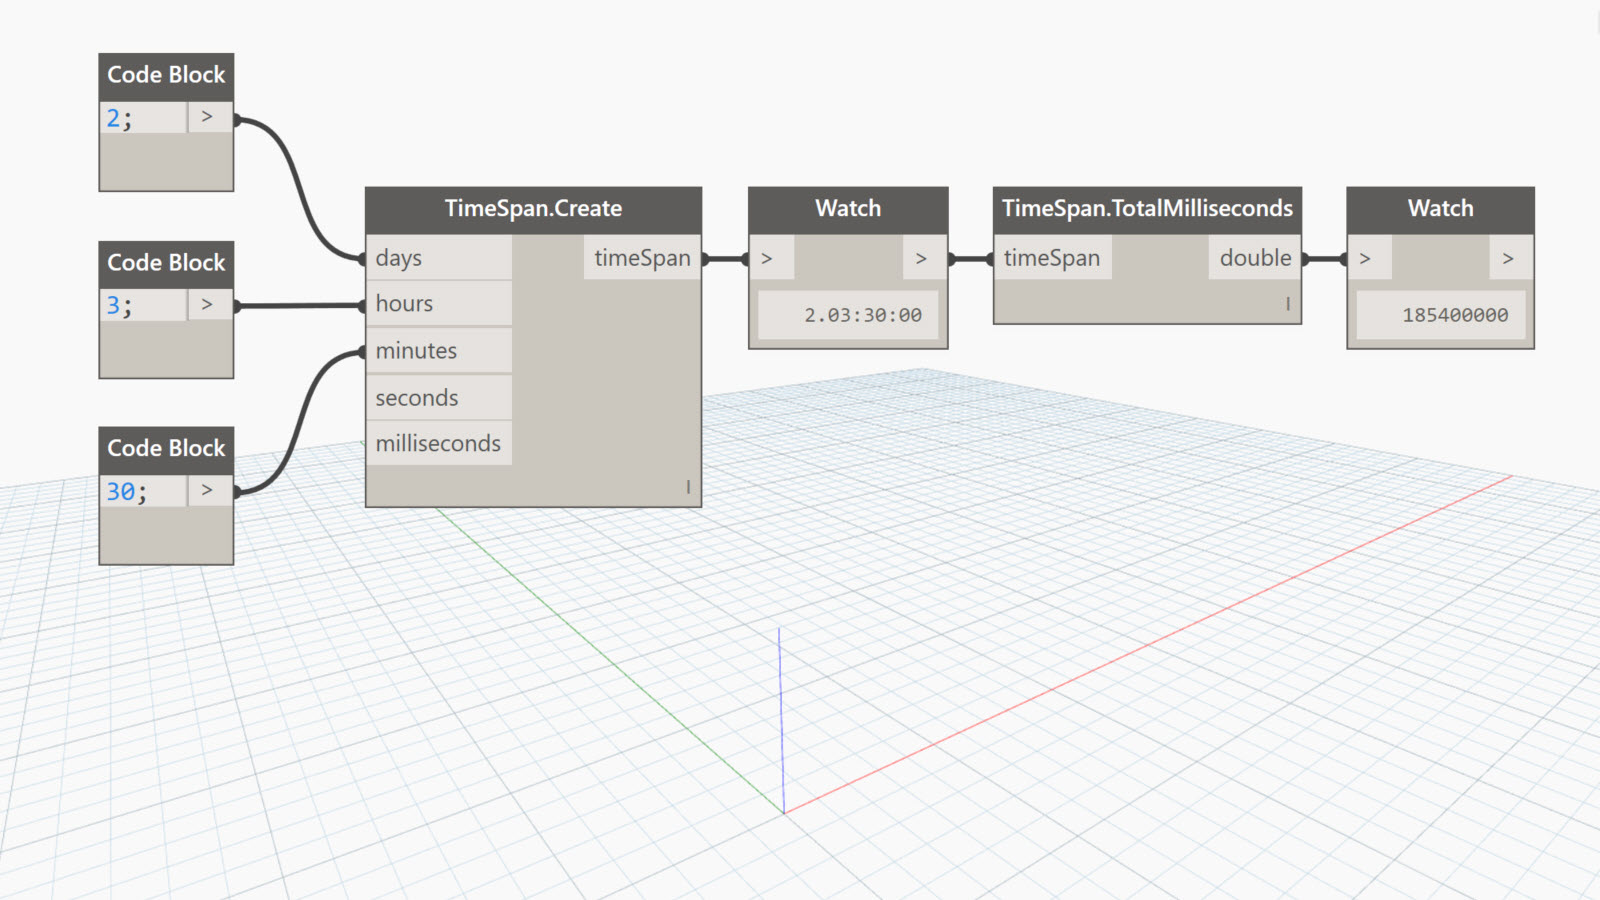 Code Block
2; >
Code Block
3; >
Code Block
30; >
TimeSpan.Create
days timeSpan
hours
minutes
seconds
milliseconds
|
Watch
> >
2.03:30:00
TimeSpan.TotalMilliseconds
timeSpan double
|
Watch
> >
185400000